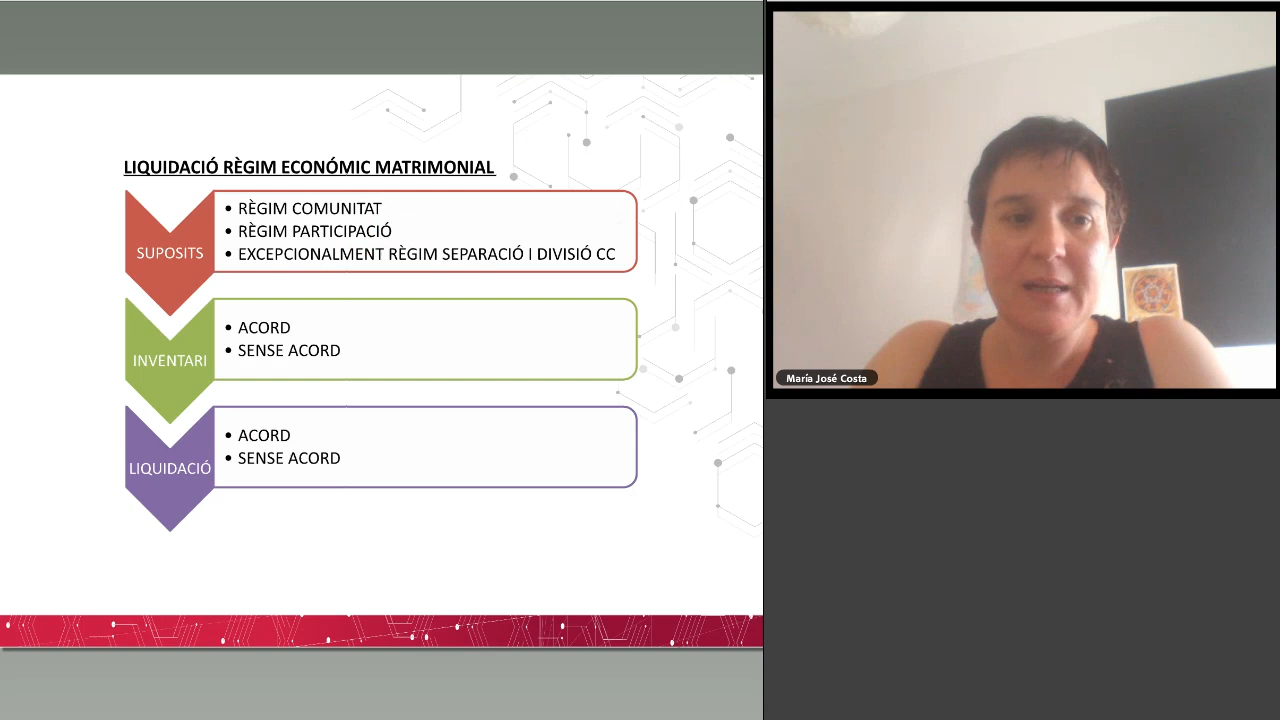 LIQUIDACIÓ RÈGIM ECONÓMIC MATRIMONIAL
SUPOSITS
• RÈGIM COMUNITAT
• RÈGIM PARTICIPACIÓ
• EXCEPCIONALMENT RÈGIM SEPARACIÓ I DIVISIÓ CC
INVENTARI
• ACORD
• SENSE ACORD
LIQUIDACIÓ
• ACORD
• SENSE ACORD
María José Costa